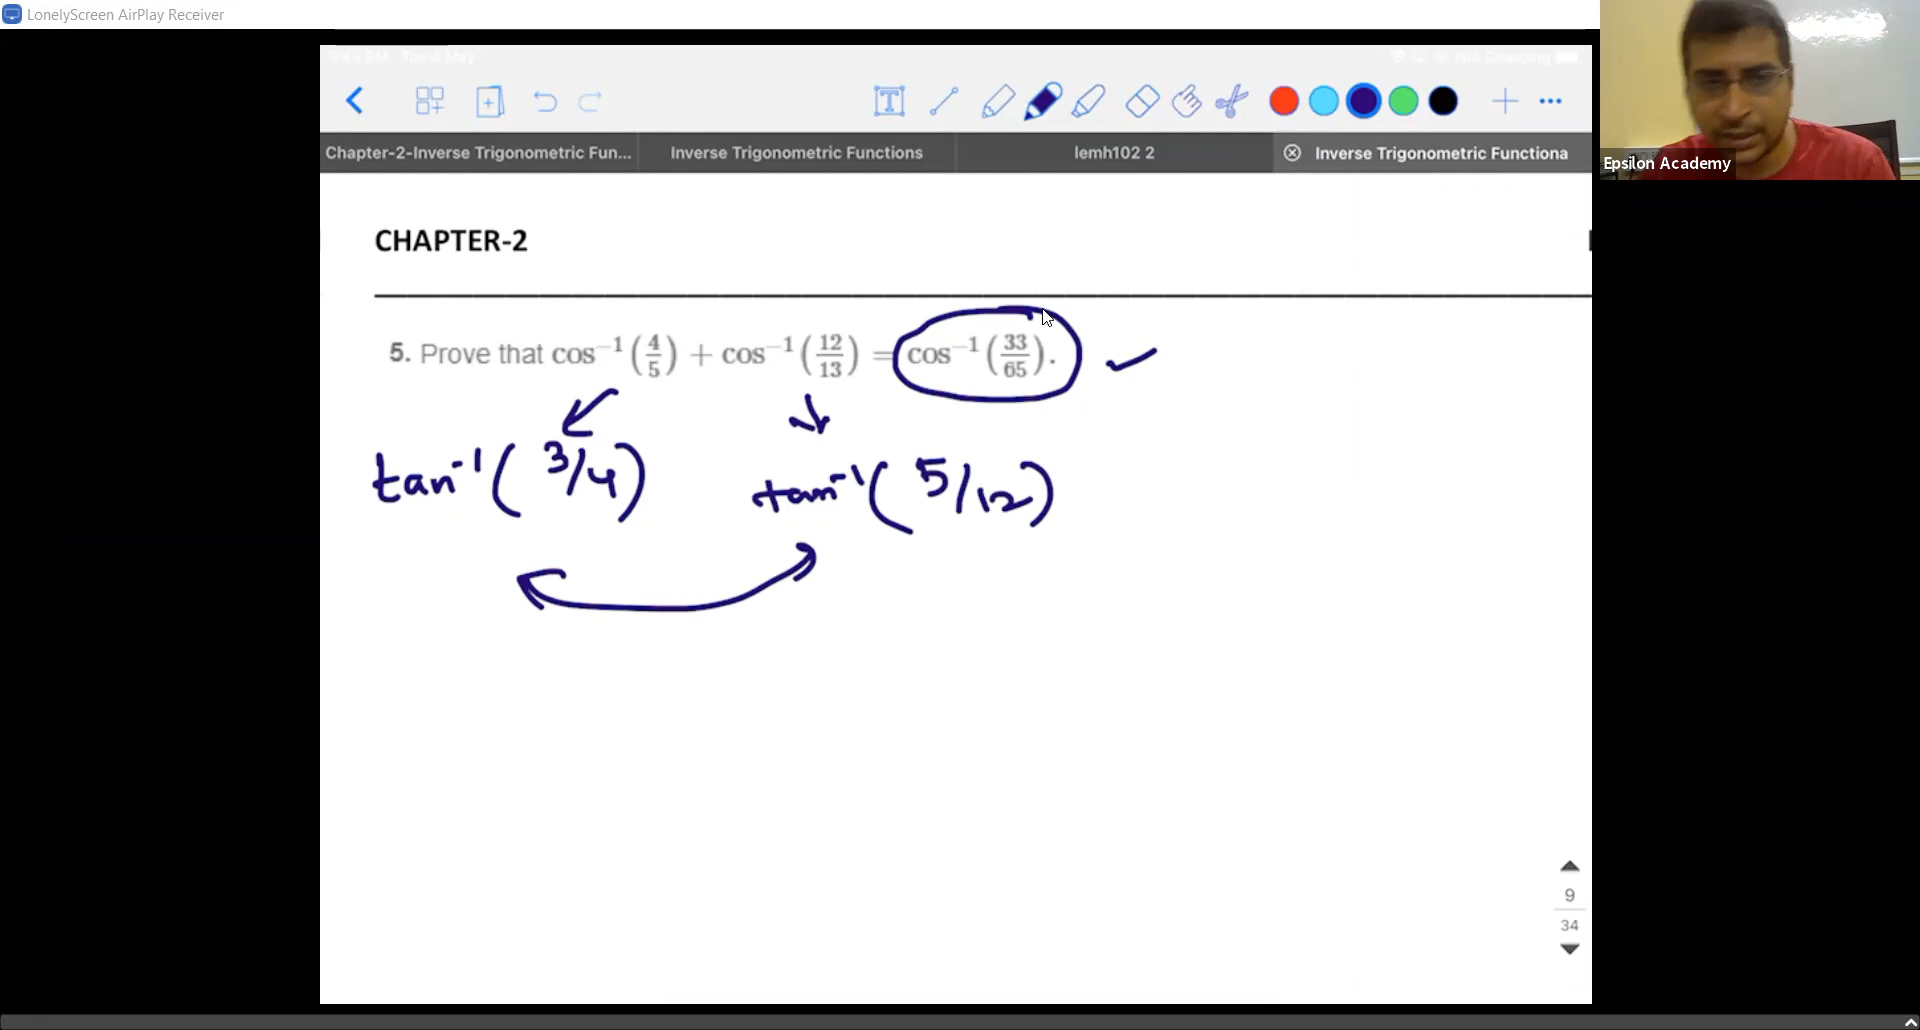 LonelyScreen AirPlay Receiver
Chapter-2-Inverse Trigonometric Fun... Inverse Trigonometric Functions lemh102 2 Inverse Trigonometric Functiona
Epsilon Academy
CHAPTER-2
5. Prove that cos⁻¹(4/5) + cos⁻¹(12/13) = cos⁻¹(33/65).
tan⁻¹(3/4) tan⁻¹(5/12)
9
34